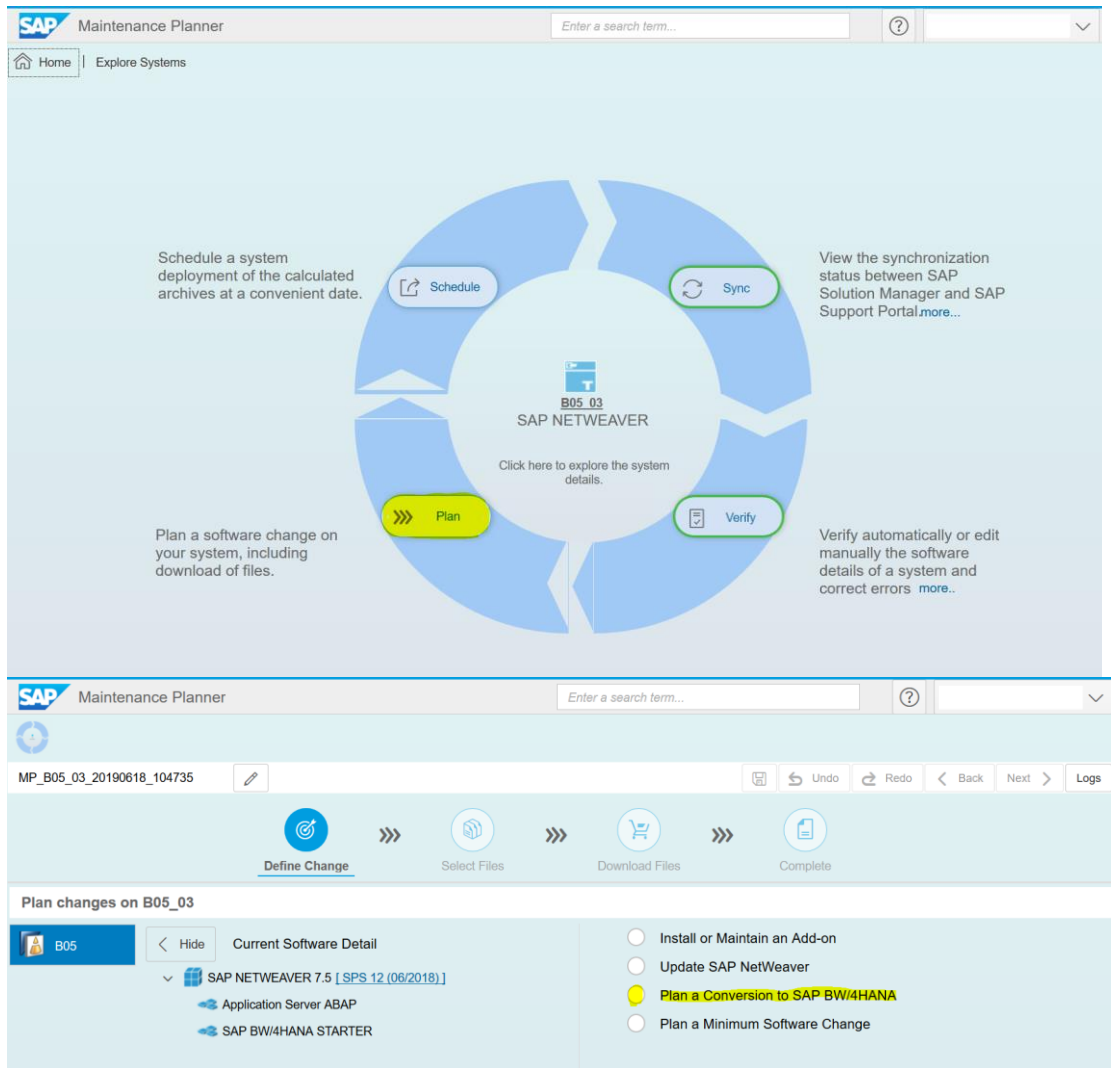 SAP Maintenance Planner
Enter a search term...
?
Home | Explore Systems
Schedule a system
deployment of the calculated
archives at a convenient date.
Schedule
Sync
View the synchronization
status between SAP
Solution Manager and SAP
Support Portal.more...
B05_03
SAP NETWEAVER
Click here to explore the system
details.
Plan
Verify
Plan a software change on
your system, including
download of files.
Verify automatically or edit
manually the software
details of a system and
correct errors more..
SAP Maintenance Planner
Enter a search term...
?
MP_B05_03_20190618_104735
Undo Redo Back Next Logs
Define Change Select Files Download Files Complete
Plan changes on B05_03
B05
Hide Current Software Detail
SAP NETWEAVER 7.5 [ SPS 12 (06/2018) ]
Application Server ABAP
SAP BW/4HANA STARTER
Install or Maintain an Add-on
Update SAP NetWeaver
Plan a Conversion to SAP BW/4HANA
Plan a Minimum Software Change